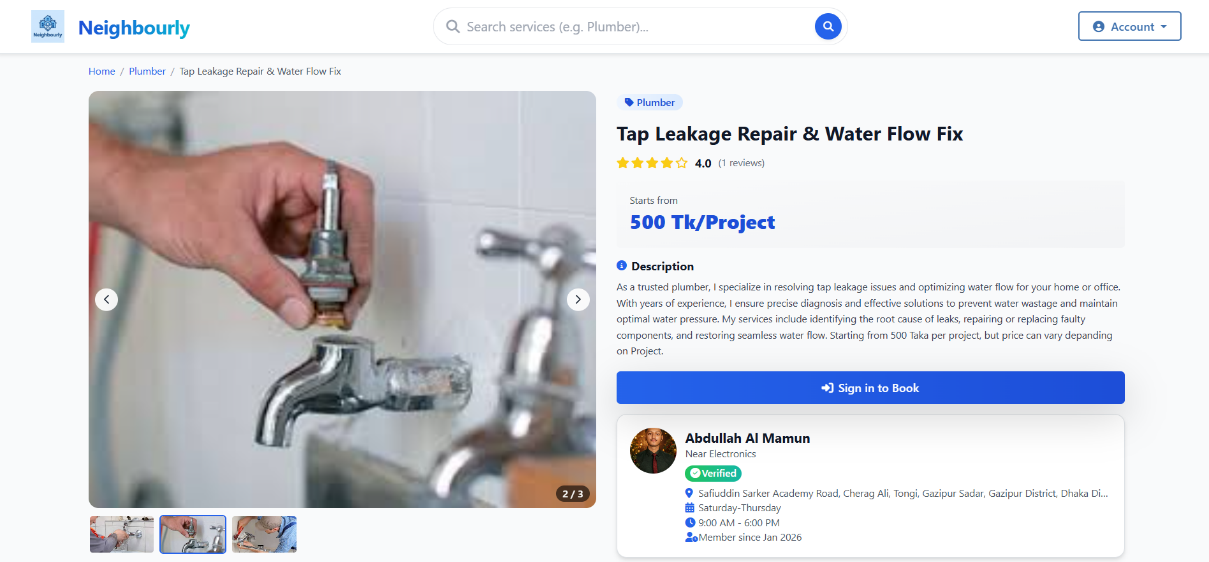 Neighbourly
Neighbourly
Search services (e.g. Plumber)...
Account
Home / Plumber / Tap Leakage Repair & Water Flow Fix
Plumber
Tap Leakage Repair & Water Flow Fix
4.0 (1 reviews)
Starts from
500 Tk/Project
Description
As a trusted plumber, I specialize in resolving tap leakage issues and optimizing water flow for your home or office.
With years of experience, I ensure precise diagnosis and effective solutions to prevent water wastage and maintain
optimal water pressure. My services include identifying the root cause of leaks, repairing or replacing faulty
components, and restoring seamless water flow. Starting from 500 Taka per project, but price can vary depanding
on Project.
Sign in to Book
Abdullah Al Mamun
Near Electronics
Verified
Safiuddin Sarker Academy Road, Cherag Ali, Tongi, Gazipur Sadar, Gazipur District, Dhaka Di...
Saturday-Thursday
9:00 AM - 6:00 PM
Member since Jan 2026
2 / 3